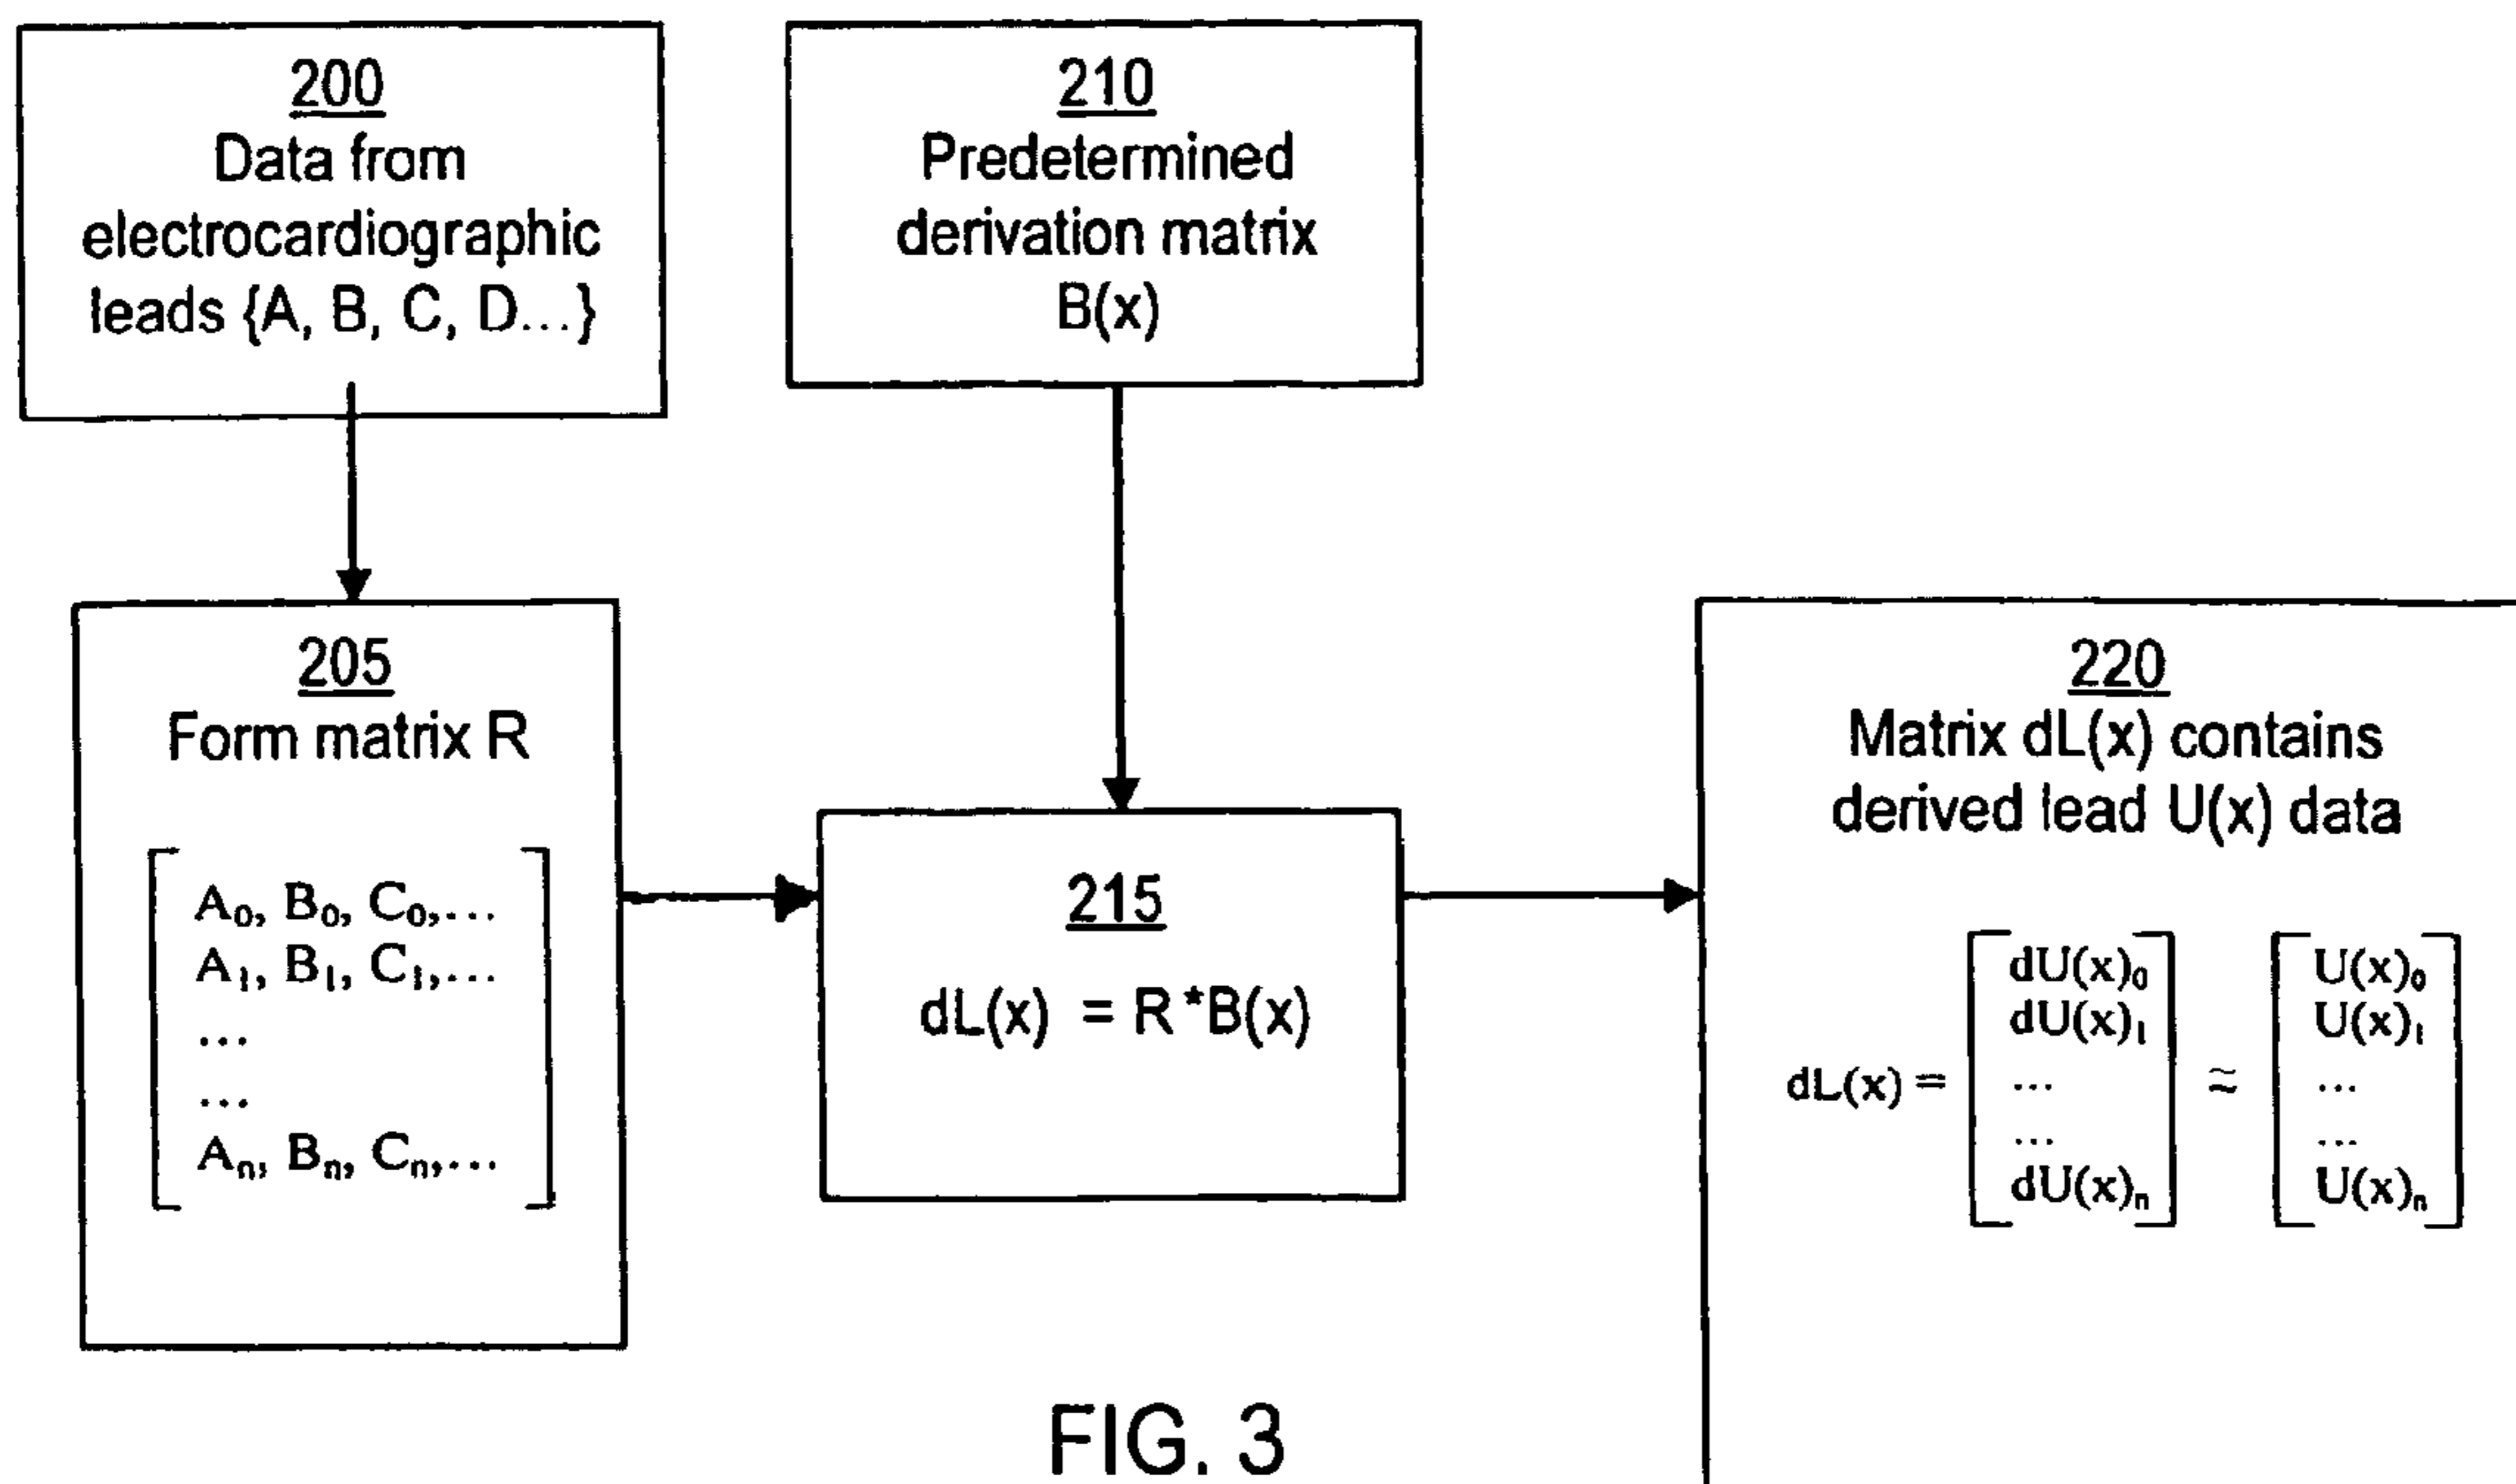 200
Data from
electrocardiographic
leads {A, B, C, D...}
210
Predetermined
derivation matrix
B(x)
205
Form matrix R
A₀, B₀, C₀,...
A₁, B₁, C₁,...
...
...
Aₙ, Bₙ, Cₙ,...
215
dL(x) = R*B(x)
220
Matrix dL(x) contains
derived lead U(x) data
dU(x)₀ U(x)₀
dU(x)₁ U(x)₁
dL(x) = ... ≈ ...
... ...
dU(x)ₙ U(x)ₙ
FIG. 3